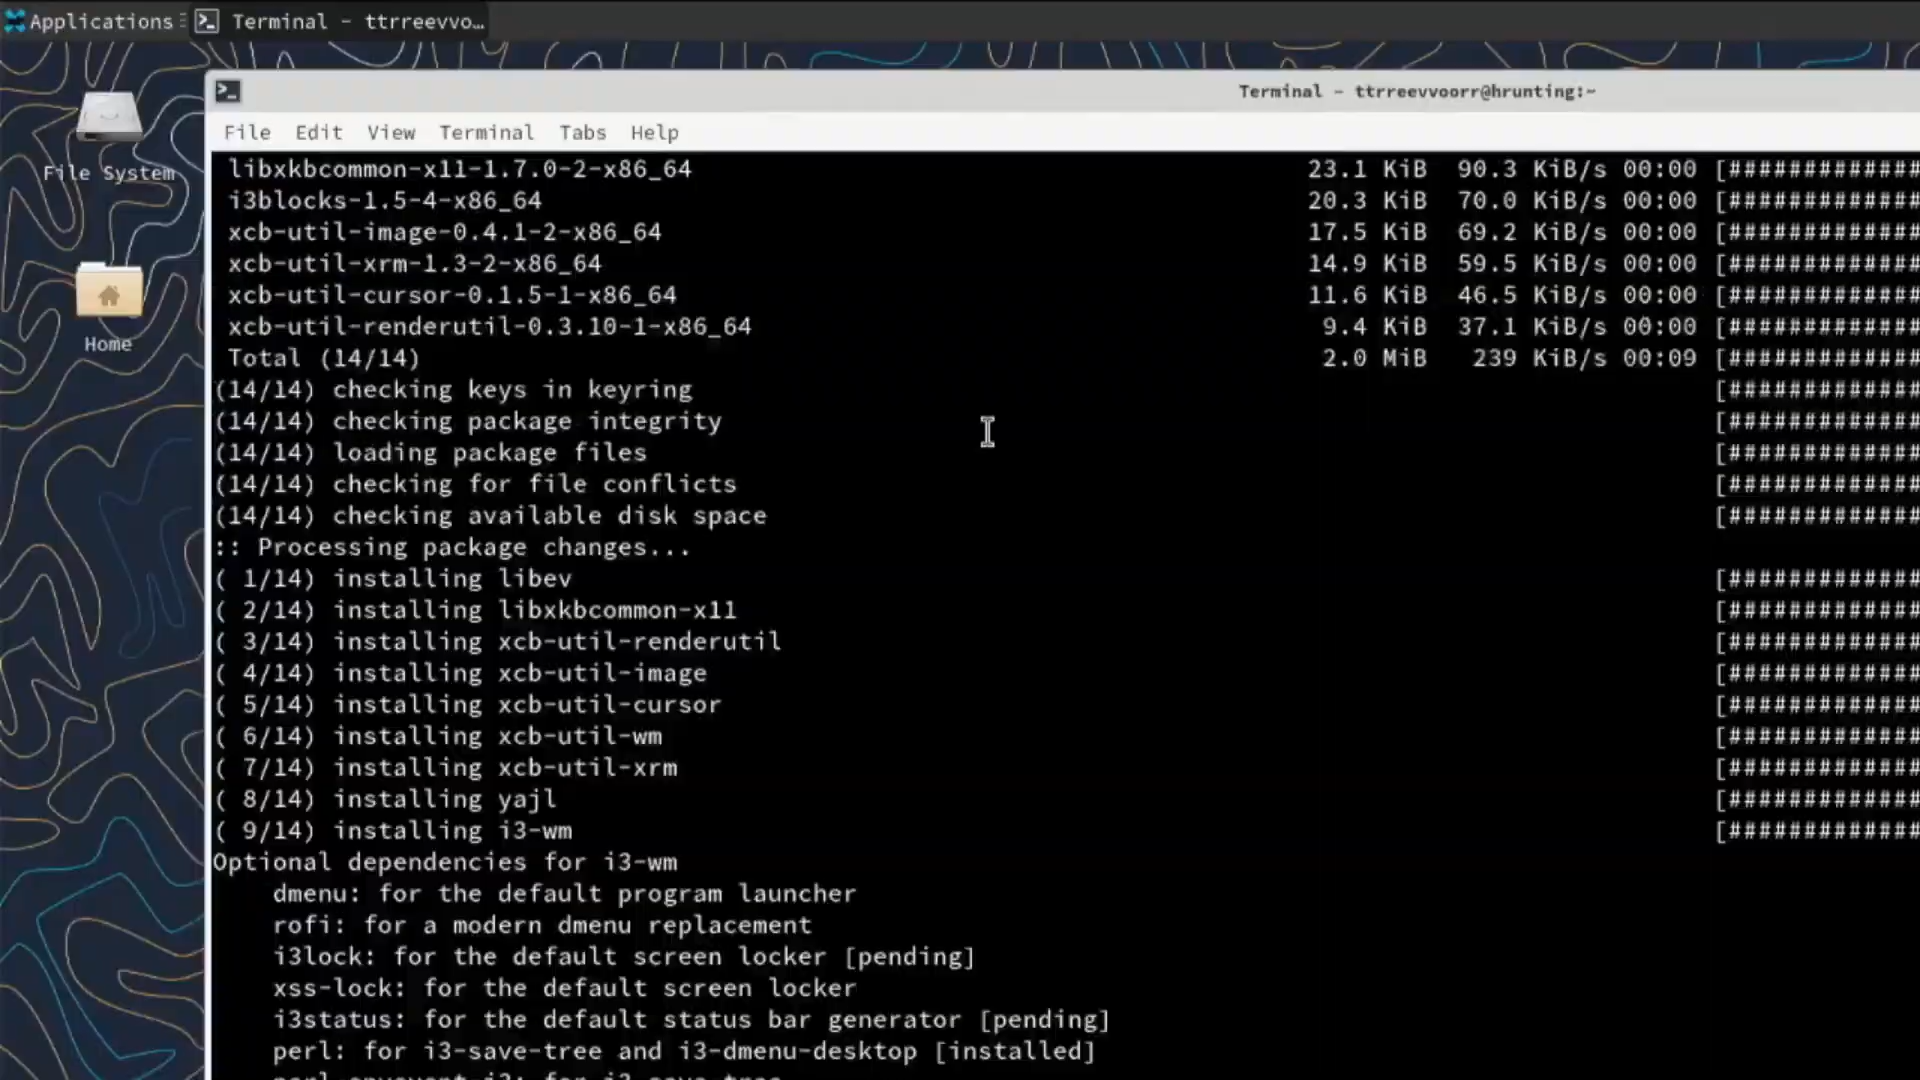 Applications Terminal - ttrreevvo…
Terminal - ttrreevvoorr@hrunting:~
File Edit View Terminal Tabs Help
File System
Home
libxkbcommon-x11-1.7.0-2-x86_64 23.1 KiB 90.3 KiB/s 00:00 [#############
i3blocks-1.5-4-x86_64 20.3 KiB 70.0 KiB/s 00:00 [#############
xcb-util-image-0.4.1-2-x86_64 17.5 KiB 69.2 KiB/s 00:00 [#############
xcb-util-xrm-1.3-2-x86_64 14.9 KiB 59.5 KiB/s 00:00 [#############
xcb-util-cursor-0.1.5-1-x86_64 11.6 KiB 46.5 KiB/s 00:00 [#############
xcb-util-renderutil-0.3.10-1-x86_64 9.4 KiB 37.1 KiB/s 00:00 [#############
Total (14/14) 2.0 MiB 239 KiB/s 00:09 [#############
(14/14) checking keys in keyring [#############
(14/14) checking package integrity [#############
(14/14) loading package files [#############
(14/14) checking for file conflicts [#############
(14/14) checking available disk space [#############
:: Processing package changes...
( 1/14) installing libev [#############
( 2/14) installing libxkbcommon-x11 [#############
( 3/14) installing xcb-util-renderutil [#############
( 4/14) installing xcb-util-image [#############
( 5/14) installing xcb-util-cursor [#############
( 6/14) installing xcb-util-wm [#############
( 7/14) installing xcb-util-xrm [#############
( 8/14) installing yajl [#############
( 9/14) installing i3-wm [#############
Optional dependencies for i3-wm
dmenu: for the default program launcher
rofi: for a modern dmenu replacement
i3lock: for the default screen locker [pending]
xss-lock: for the default screen locker
i3status: for the default status bar generator [pending]
perl: for i3-save-tree and i3-dmenu-desktop [installed]